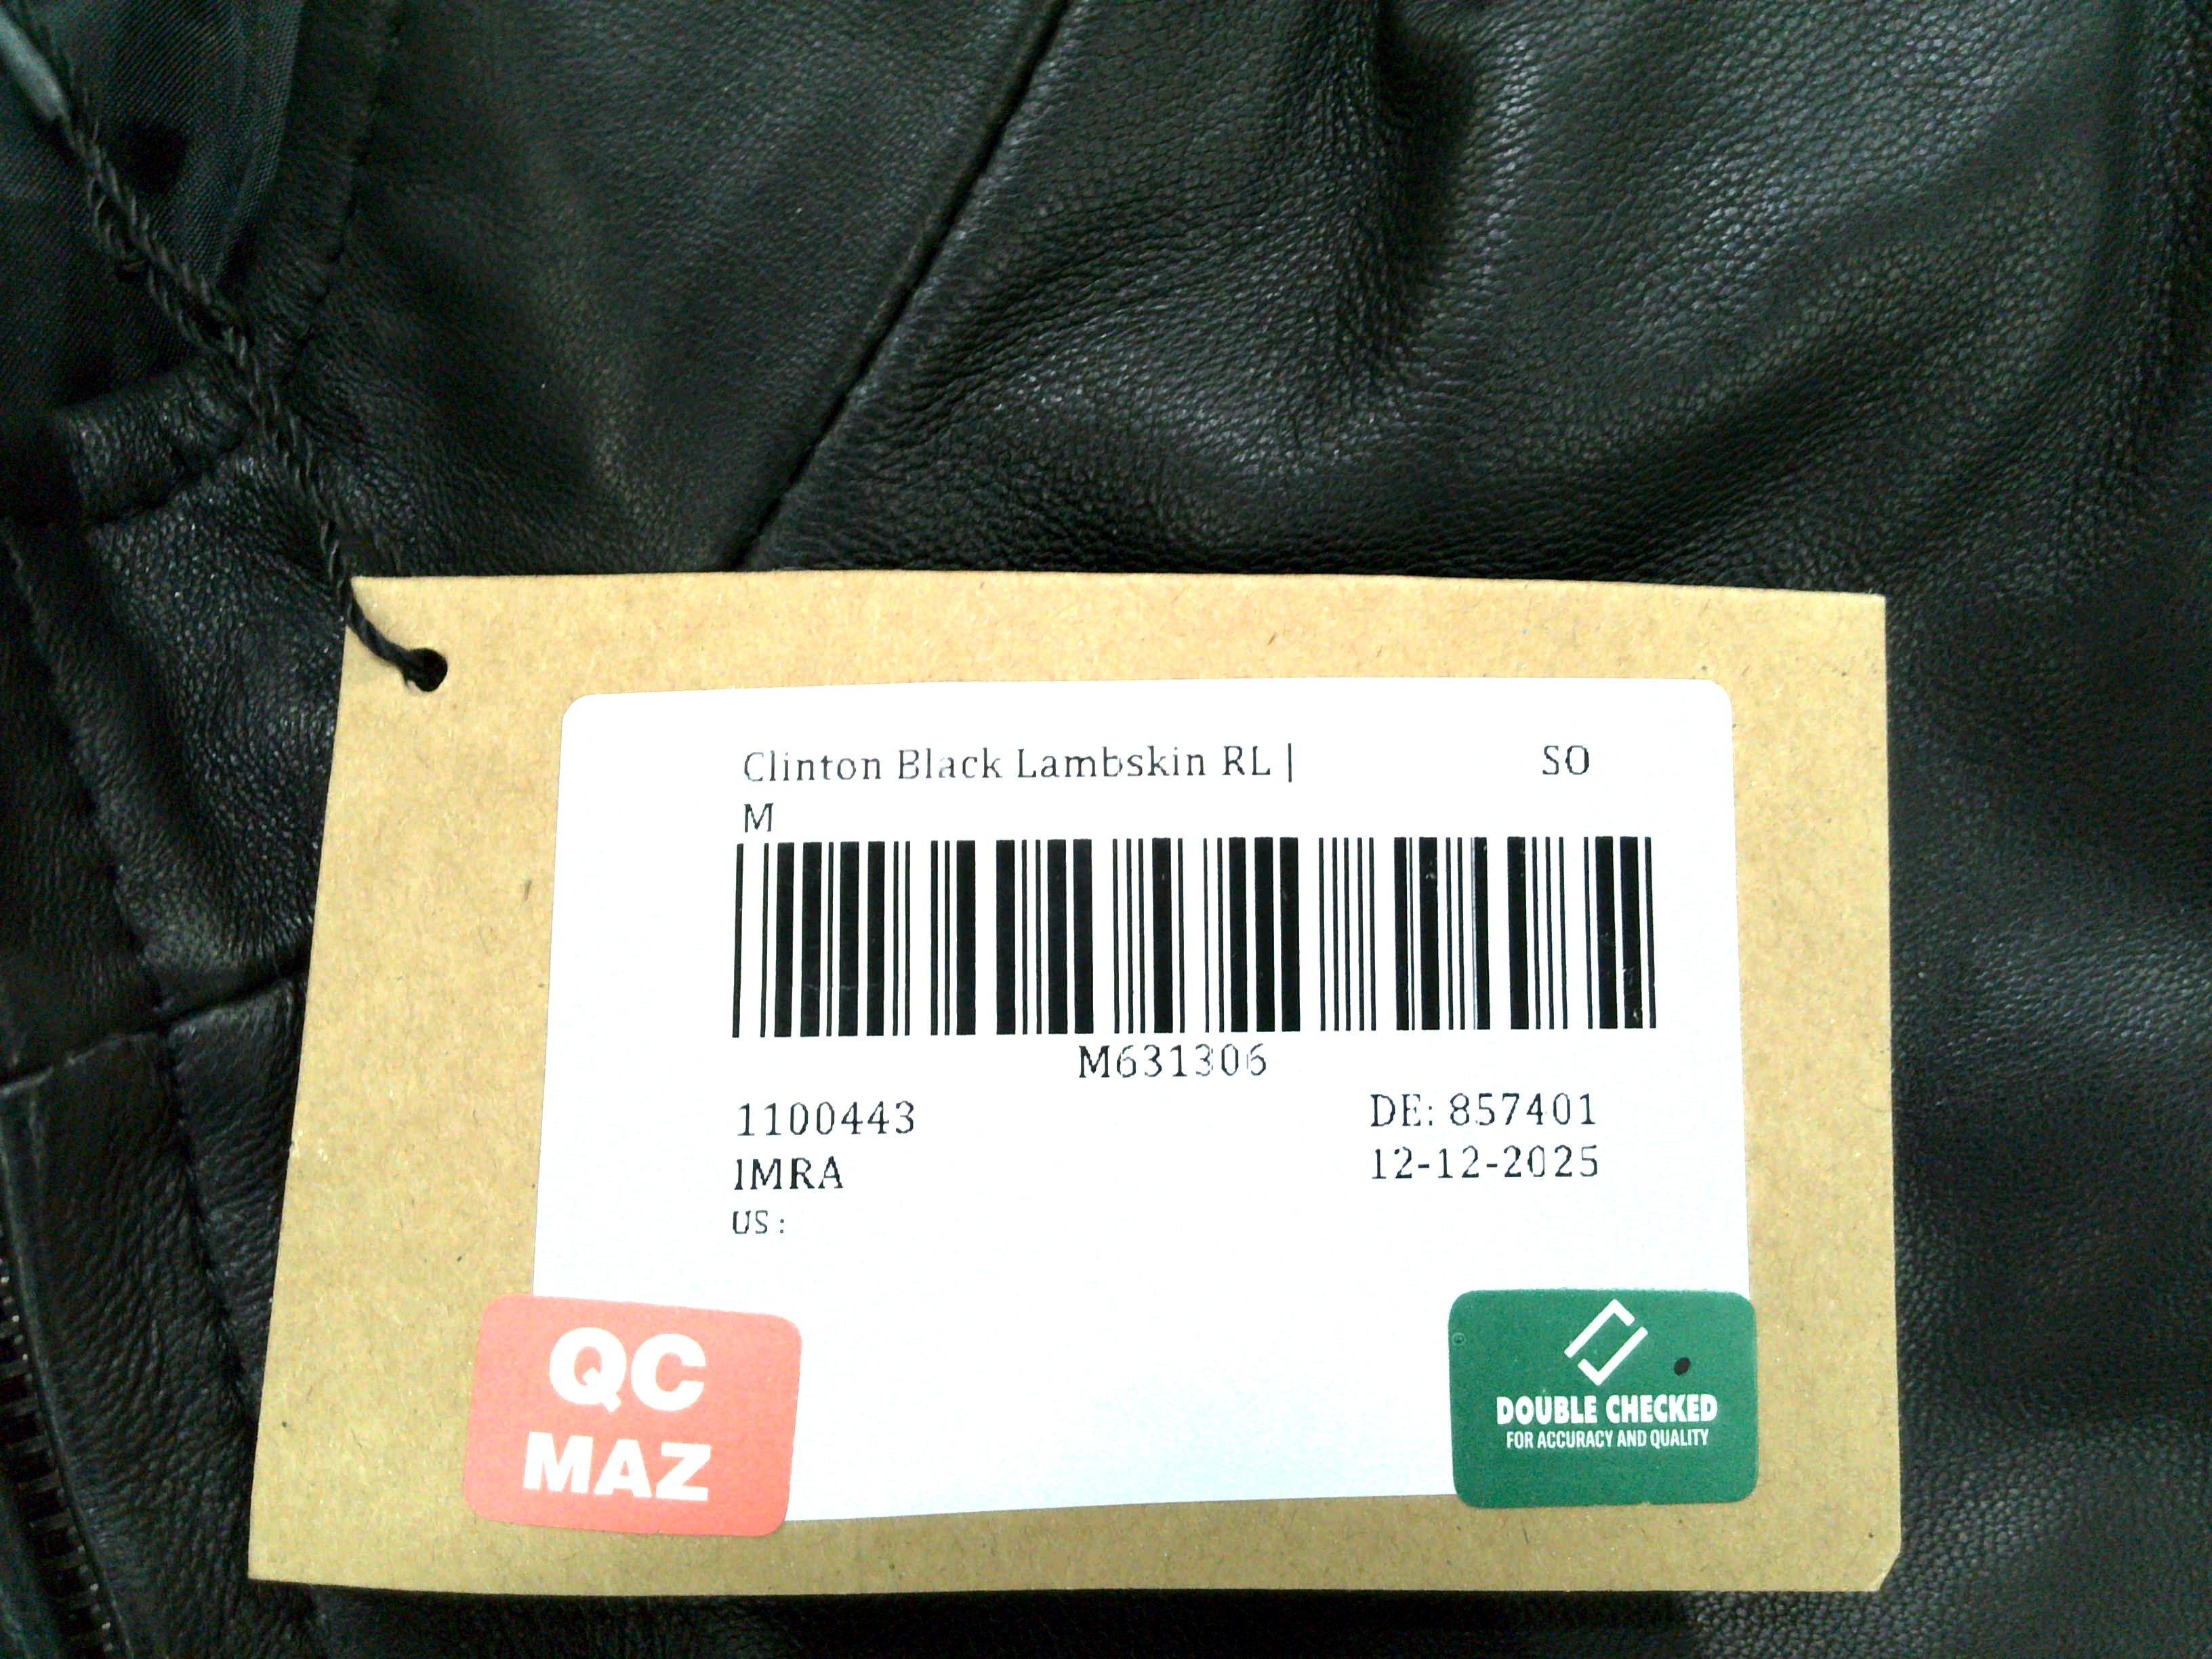 Clinton Black Lambskin RL | SO
M
M631306
1100443 DE: 857401
IMRA 12-12-2025
US :
QC
MAZ
DOUBLE CHECKED
FOR ACCURACY AND QUALITY